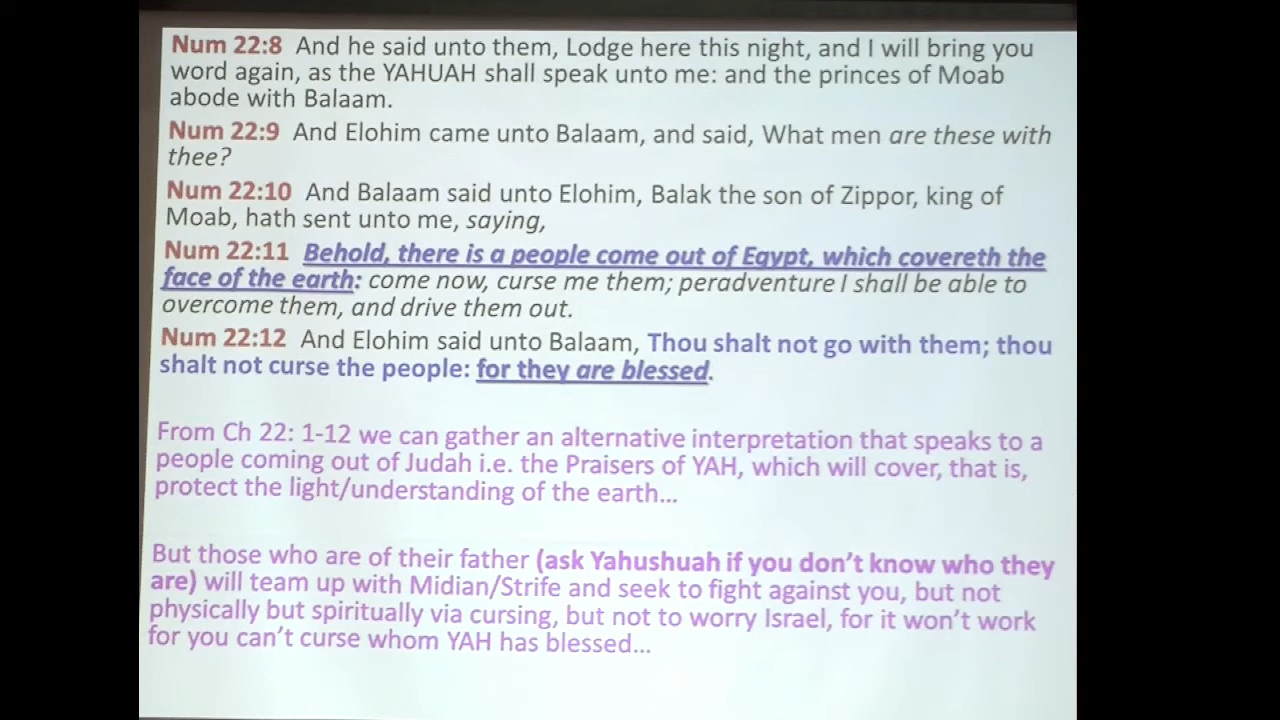 Num 22:8 And he said unto them, Lodge here this night, and I will bring you
word again, as the YAHUAH shall speak unto me: and the princes of Moab
abode with Balaam.
Num 22:9 And Elohim came unto Balaam, and said, What men are these with
thee?
Num 22:10 And Balaam said unto Elohim, Balak the son of Zippor, king of
Moab, hath sent unto me, saying,
Num 22:11 Behold, there is a people come out of Egypt, which covereth the
face of the earth: come now, curse me them; peradventure I shall be able to
overcome them, and drive them out.
Num 22:12 And Elohim said unto Balaam, Thou shalt not go with them; thou
shalt not curse the people: for they are blessed.
From Ch 22: 1-12 we can gather an alternative interpretation that speaks to a
people coming out of Judah i.e. the Praisers of YAH, which will cover, that is,
protect the light/understanding of the earth...
But those who are of their father (ask Yahushuah if you don't know who they
are) will team up with Midian/Strife and seek to fight against you, but not
physically but spiritually via cursing, but not to worry Israel, for it won't work
for you can't curse whom YAH has blessed...